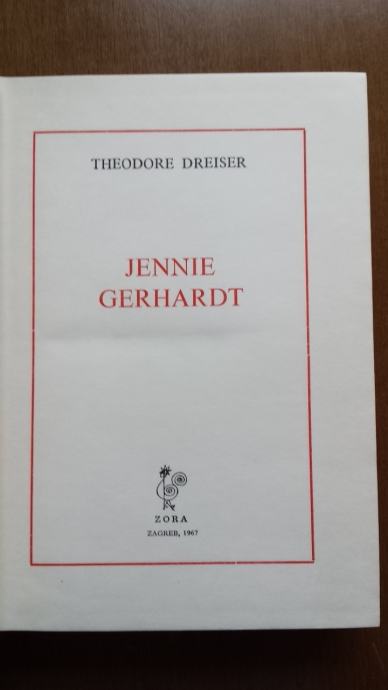 THEODORE DREISER
JENNIE
GERHARDT
ZORA
ZAGREB, 1967